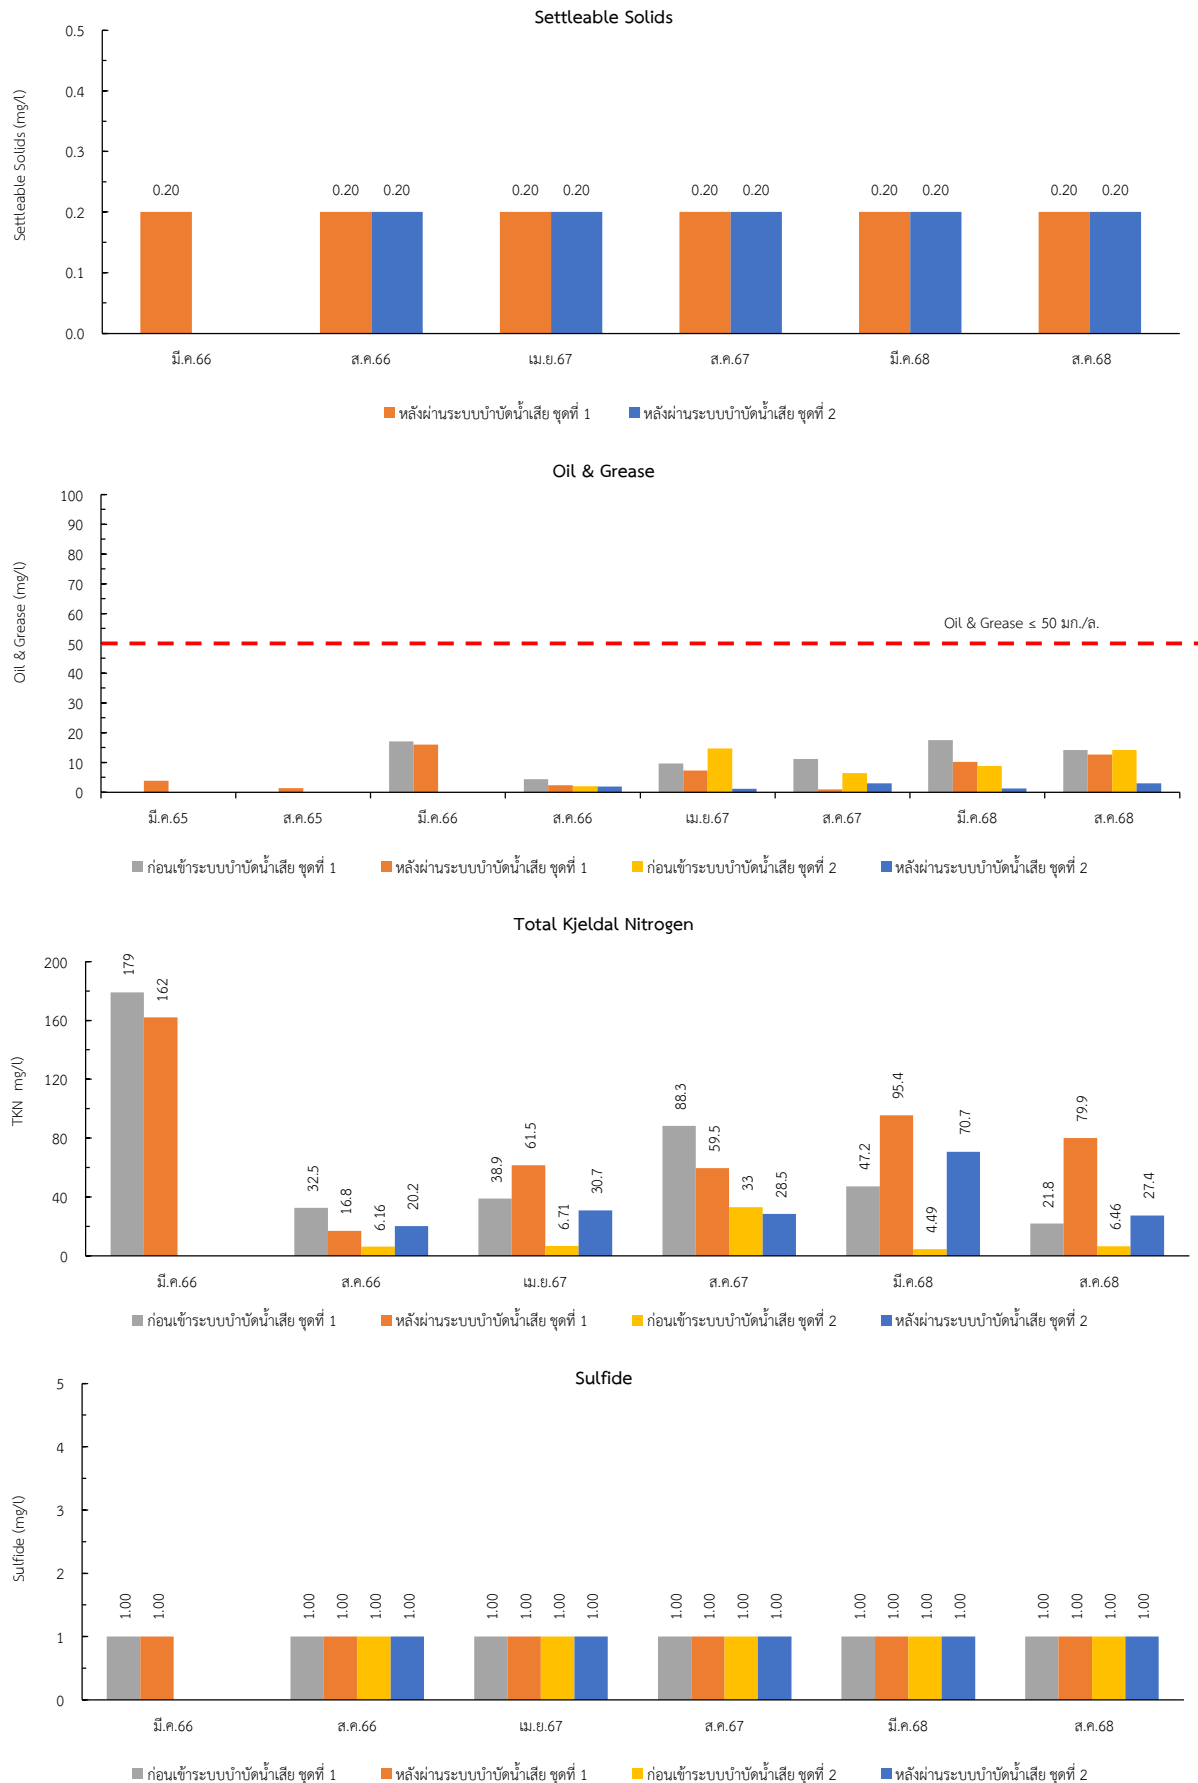 Settleable Solids
Settleable Solids (mg/l)
0.5
0.4
0.3
0.2
0.1
0.0
0.20 0.20 0.20 0.20 0.20 0.20 0.20 0.20 0.20 0.20 0.20
มี.ค.66 ส.ค.66 เม.ย.67 ส.ค.67 มี.ค.68 ส.ค.68
หลังผ่านระบบบำบัดน้ำเสีย ชุดที่ 1 หลังผ่านระบบบำบัดน้ำเสีย ชุดที่ 2
Oil & Grease
Oil & Grease (mg/l)
100
90
80
70
60
50
40
30
20
10
0
Oil & Grease ≤ 50 มก./ล.
มี.ค.65 ส.ค.65 มี.ค.66 ส.ค.66 เม.ย.67 ส.ค.67 มี.ค.68 ส.ค.68
ก่อนเข้าระบบบำบัดน้ำเสีย ชุดที่ 1 หลังผ่านระบบบำบัดน้ำเสีย ชุดที่ 1 ก่อนเข้าระบบบำบัดน้ำเสีย ชุดที่ 2 หลังผ่านระบบบำบัดน้ำเสีย ชุดที่ 2
Total Kjeldal Nitrogen
TKN mg/l)
200
160
120
80
40
0
179 162 32.5 16.8 6.16 20.2 38.9 61.5 6.71 30.7 88.3 59.5 33 28.5 47.2 95.4 4.49 70.7 21.8 79.9 6.46 27.4
มี.ค.66 ส.ค.66 เม.ย.67 ส.ค.67 มี.ค.68 ส.ค.68
ก่อนเข้าระบบบำบัดน้ำเสีย ชุดที่ 1 หลังผ่านระบบบำบัดน้ำเสีย ชุดที่ 1 ก่อนเข้าระบบบำบัดน้ำเสีย ชุดที่ 2 หลังผ่านระบบบำบัดน้ำเสีย ชุดที่ 2
Sulfide
Sulfide (mg/l)
5
4
3
2
1
0
1.00 1.00 1.00 1.00 1.00 1.00 1.00 1.00 1.00 1.00 1.00 1.00 1.00 1.00 1.00 1.00 1.00 1.00 1.00 1.00 1.00 1.00
มี.ค.66 ส.ค.66 เม.ย.67 ส.ค.67 มี.ค.68 ส.ค.68
ก่อนเข้าระบบบำบัดน้ำเสีย ชุดที่ 1 หลังผ่านระบบบำบัดน้ำเสีย ชุดที่ 1 ก่อนเข้าระบบบำบัดน้ำเสีย ชุดที่ 2 หลังผ่านระบบบำบัดน้ำเสีย ชุดที่ 2